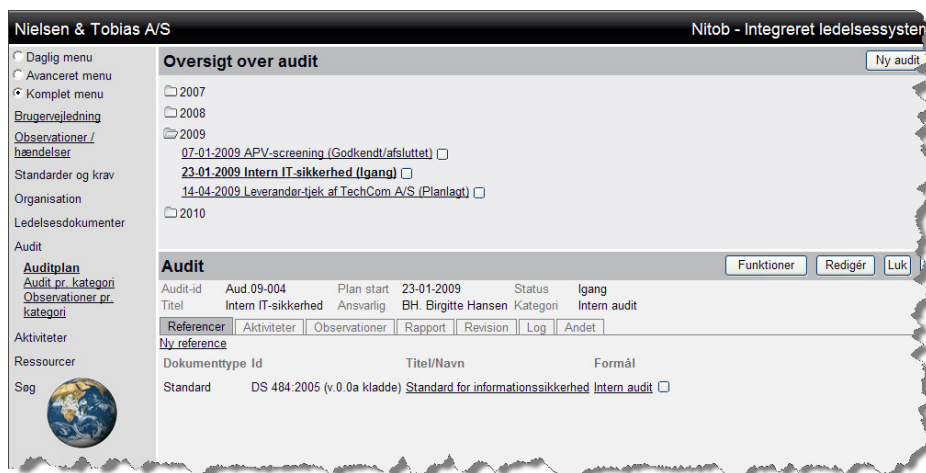 Nielsen & Tobias A/S
Nitob - Integreret ledelsessystem
Daglig menu
Avanceret menu
Komplet menu
Brugervejledning
Observationer /
hændelser
Standarder og krav
Organisation
Ledelsesdokumenter
Audit
Auditplan
Audit pr. kategori
Observationer pr.
kategori
Aktiviteter
Ressourcer
Søg
Oversigt over audit
Ny audit
2007
2008
2009
07-01-2009 APV-screening (Godkendt/afsluttet)
23-01-2009 Intern IT-sikkerhed (Igang)
14-04-2009 Leverandør-tjek af TechCom A/S (Planlagt)
2010
Audit
Funktioner Redigér Luk
Audit-id Aud.09-004 Plan start 23-01-2009 Status Igang
Titel Intern IT-sikkerhed Ansvarlig BH. Birgitte Hansen Kategori Intern audit
Referencer Aktiviteter Observationer Rapport Revision Log Andet
Ny reference
Dokumenttype Id Titel/Navn Formål
Standard DS 484:2005 (v.0.0a kladde) Standard for informationssikkerhed Intern audit